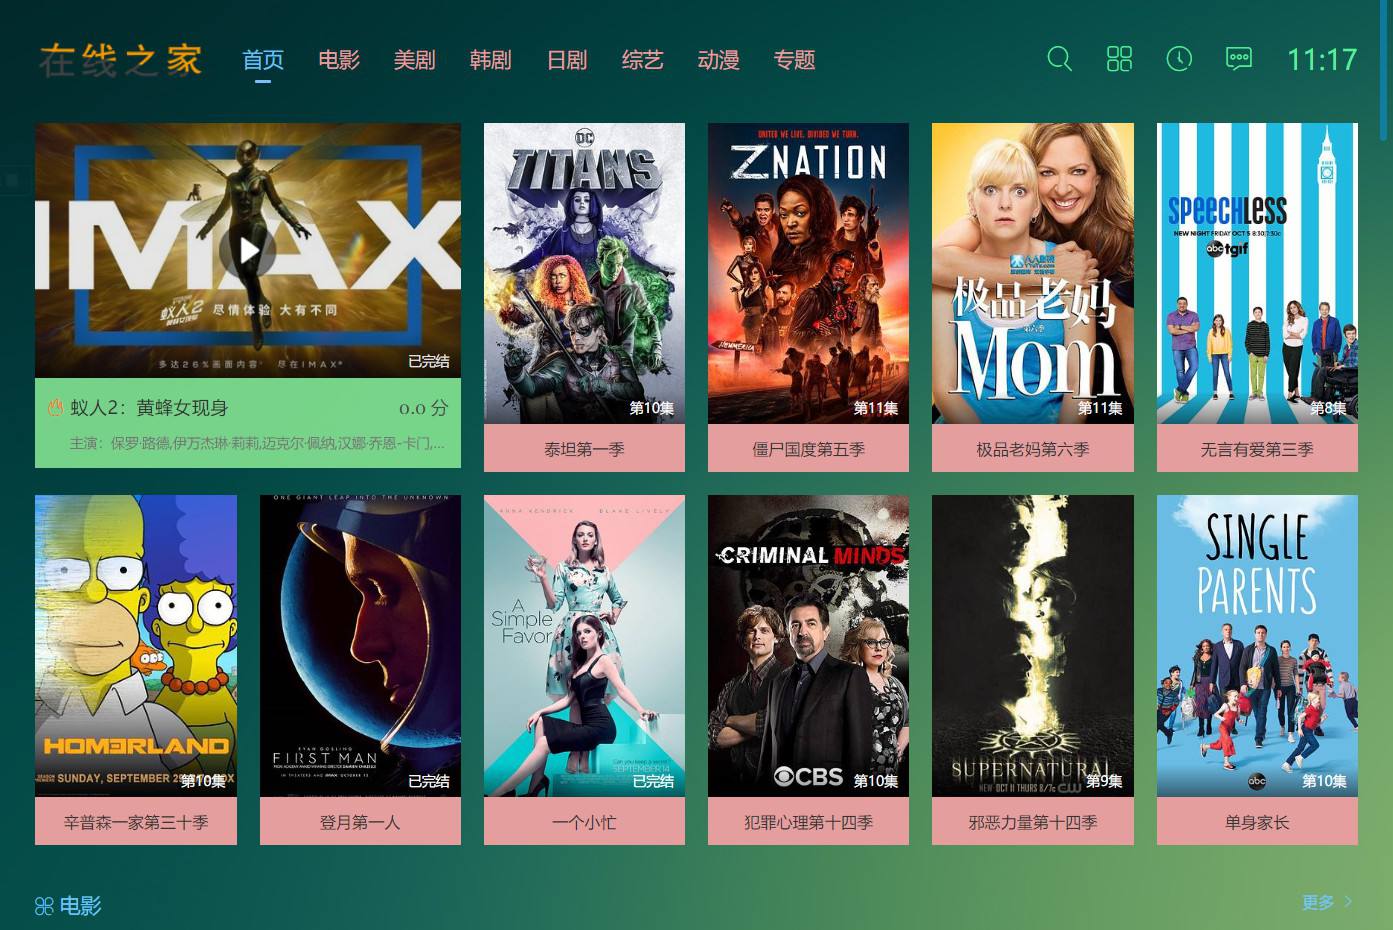 在线之家
首页 电影 美剧 韩剧 日剧 综艺 动漫 专题
11:17
IMAX
蚁人2
尽情体验 大有不同
多达26%画面内容 尽在IMAX®
已完结
蚁人2：黄蜂女现身
0.0 分
主演：保罗·路德,伊万杰琳·莉莉,迈克尔·佩纳,汉娜·乔恩-卡门,...
DC
TITANS
第10集
泰坦第一季
UNITED WE LIVE. DIVIDED WE TURN.
ZNATION
NEWMERICA
第11集
僵尸国度第五季
人人影视
极品老妈
第六季
Mom
第11集
极品老妈第六季
SPEECHLESS
NEW NIGHT FRIDAY OCT 5 8:30|7:30c
abc tgif
第8集
无言有爱第三季
HOMERLAND
SUNDAY, SEPTEMBER
第10集
辛普森一家第三十季
ONE GIANT LEAP INTO THE UNKNOWN
RYAN GOSLING
FIRST MAN
IN THEATERS AND IMAX OCTOBER 12
已完结
登月第一人
ANNA KENDRICK BLAKE LIVELY
A
Simple
Favor
Can you keep a secret?
SEPTEMBER 14
已完结
一个小忙
CRIMINAL MINDS
CBS
第10集
犯罪心理第十四季
SUPERNATURAL
NEW OCT 11 THURS 8/7c CW
第9集
邪恶力量第十四季
SINGLE
PARENTS
abc
第10集
单身家长
电影
更多